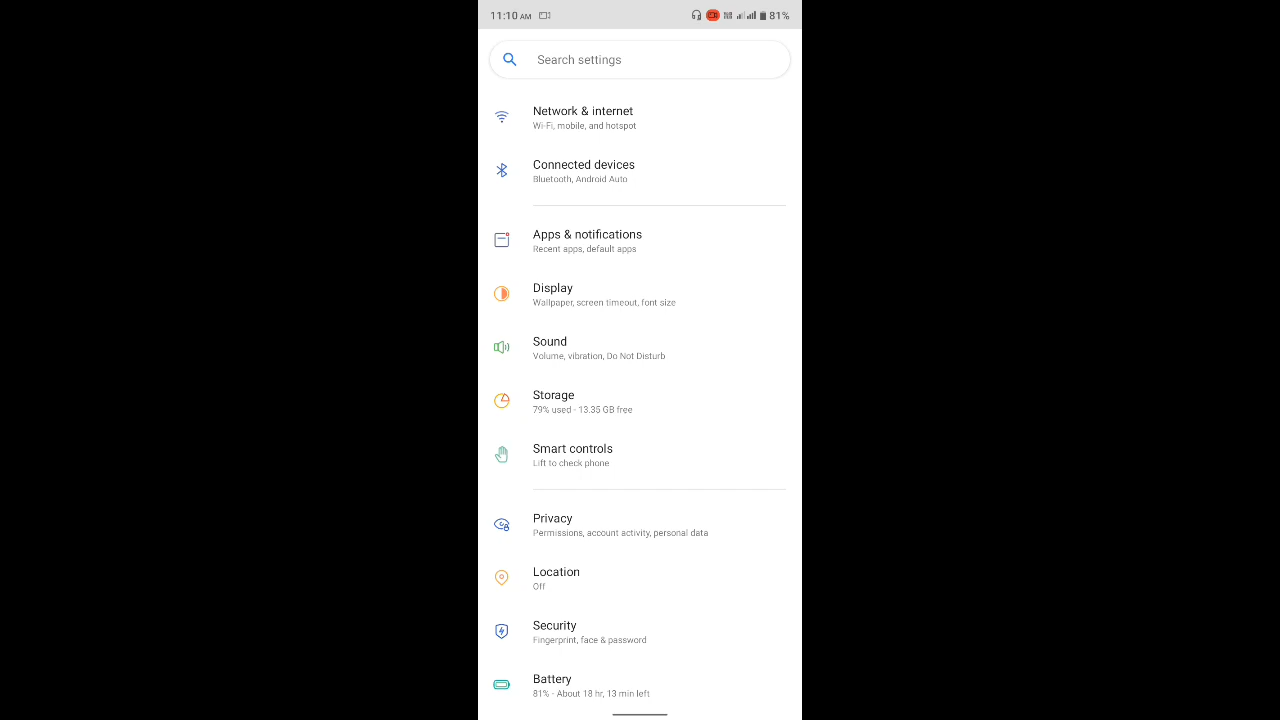 11:10 AM
81%
Search settings
Network & internet
Wi-Fi, mobile, and hotspot
Connected devices
Bluetooth, Android Auto
Apps & notifications
Recent apps, default apps
Display
Wallpaper, screen timeout, font size
Sound
Volume, vibration, Do Not Disturb
Storage
79% used - 13.35 GB free
Smart controls
Lift to check phone
Privacy
Permissions, account activity, personal data
Location
Off
Security
Fingerprint, face & password
Battery
81% - About 18 hr, 13 min left